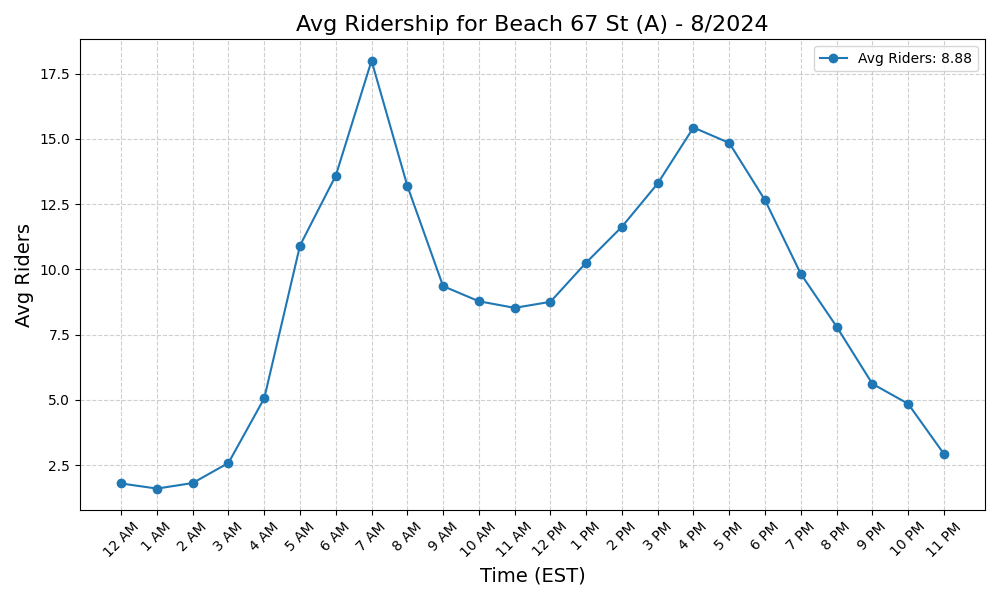 Avg Ridership for Beach 67 St (A) - 8/2024
Avg Riders: 8.88
Avg Riders
17.5
15.0
12.5
10.0
7.5
5.0
2.5
12 AM
1 AM
2 AM
3 AM
4 AM
5 AM
6 AM
7 AM
8 AM
9 AM
10 AM
11 AM
12 PM
1 PM
2 PM
3 PM
4 PM
5 PM
6 PM
7 PM
8 PM
9 PM
10 PM
11 PM
Time (EST)